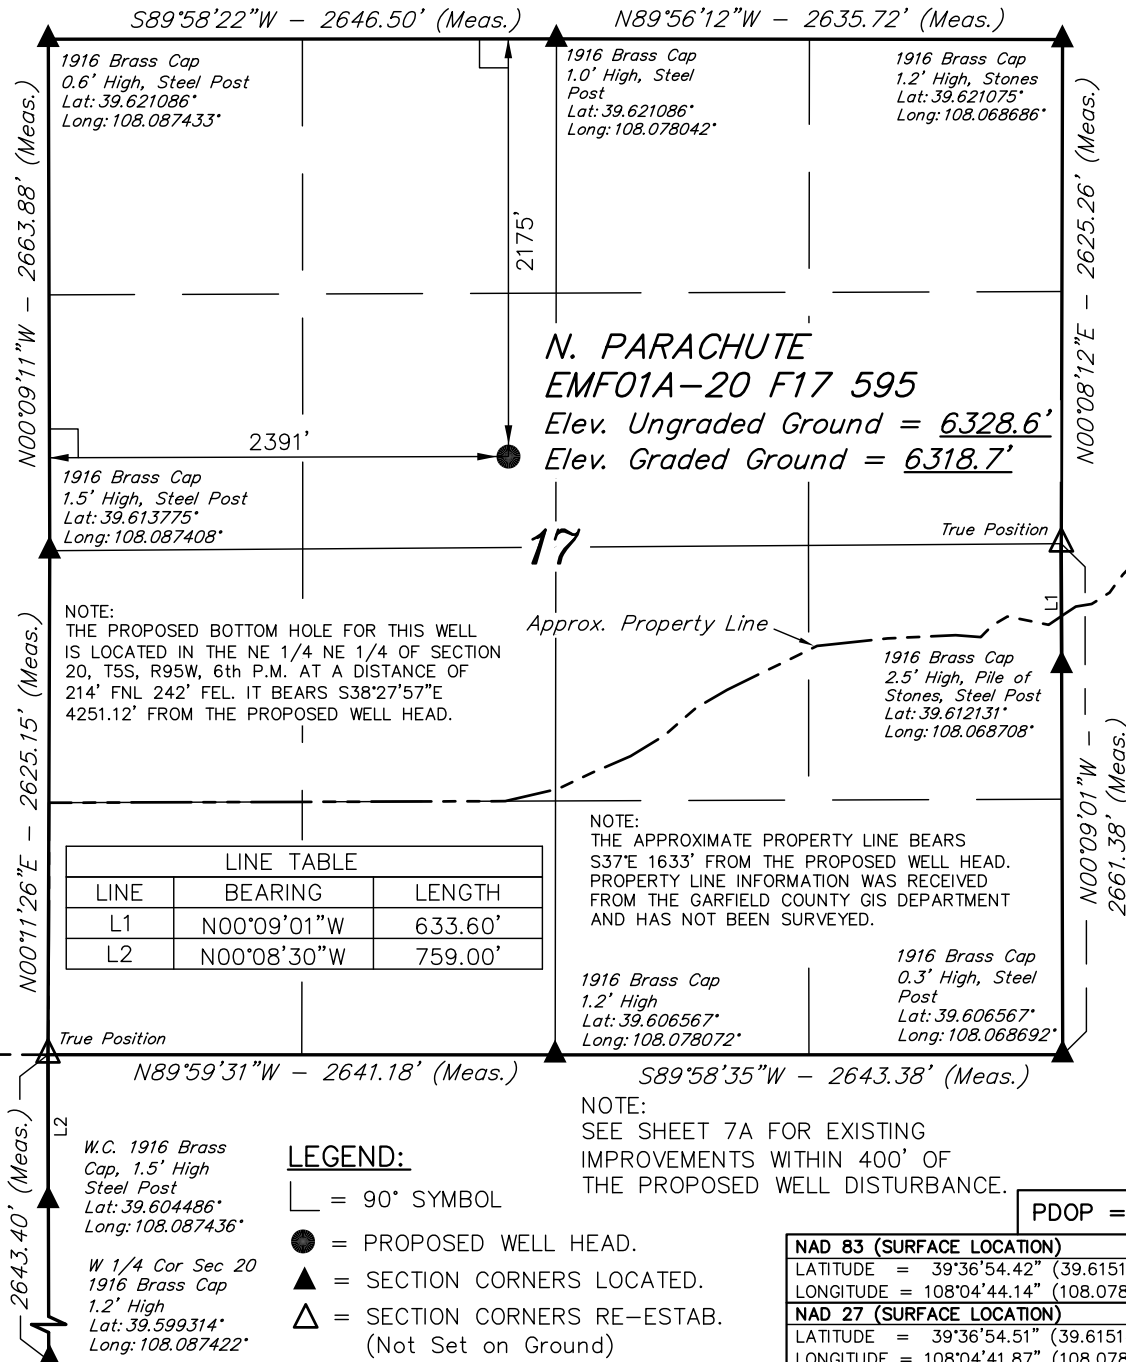 S89°58'22"W - 2646.50' (Meas.)
N89°56'12"W - 2635.72' (Meas.)
1916 Brass Cap
0.6' High, Steel Post
Lat: 39.621086°
Long: 108.087433°
1916 Brass Cap
1.0' High, Steel
Post
Lat: 39.621086°
Long: 108.078042°
1916 Brass Cap
1.2' High, Stones
Lat: 39.621075°
Long: 108.068686°
N00°09'11"W - 2663.88' (Meas.)
2175'
N00°08'12"E - 2625.26' (Meas.)
N. PARACHUTE
EMF01A-20 F17 595
Elev. Ungraded Ground = 6328.6'
Elev. Graded Ground = 6318.7'
2391'
1916 Brass Cap
1.5' High, Steel Post
Lat: 39.613775°
Long: 108.087408°
17
True Position
L1
NOTE:
THE PROPOSED BOTTOM HOLE FOR THIS WELL
IS LOCATED IN THE NE 1/4 NE 1/4 OF SECTION
20, T5S, R95W, 6th P.M. AT A DISTANCE OF
214' FNL 242' FEL. IT BEARS S38°27'57"E
4251.12' FROM THE PROPOSED WELL HEAD.
Approx. Property Line
1916 Brass Cap
2.5' High, Pile of
Stones, Steel Post
Lat: 39.612131°
Long: 108.068708°
N00°11'26"E - 2625.15' (Meas.)
N00°09'01"W -
2661.38' (Meas.)
NOTE:
THE APPROXIMATE PROPERTY LINE BEARS
S37°E 1633' FROM THE PROPOSED WELL HEAD.
PROPERTY LINE INFORMATION WAS RECEIVED
FROM THE GARFIELD COUNTY GIS DEPARTMENT
AND HAS NOT BEEN SURVEYED.
LINE TABLE
LINE BEARING LENGTH
L1 N00°09'01"W 633.60'
L2 N00°08'30"W 759.00'
1916 Brass Cap
1.2' High
Lat: 39.606567°
Long: 108.078072°
1916 Brass Cap
0.3' High, Steel
Post
Lat: 39.606567°
Long: 108.068692°
True Position
N89°59'31"W - 2641.18' (Meas.)
S89°58'35"W - 2643.38' (Meas.)
L2
2643.40' (Meas.)
W.C. 1916 Brass
Cap, 1.5' High
Steel Post
Lat: 39.604486°
Long: 108.087436°
W 1/4 Cor Sec 20
1916 Brass Cap
1.2' High
Lat: 39.599314°
Long: 108.087422°
LEGEND:
= 90° SYMBOL
= PROPOSED WELL HEAD.
= SECTION CORNERS LOCATED.
= SECTION CORNERS RE-ESTAB.
(Not Set on Ground)
NOTE:
SEE SHEET 7A FOR EXISTING
IMPROVEMENTS WITHIN 400' OF
THE PROPOSED WELL DISTURBANCE.
PDOP =
NAD 83 (SURFACE LOCATION)
LATITUDE = 39°36'54.42" (39.6151
LONGITUDE = 108°04'44.14" (108.078
NAD 27 (SURFACE LOCATION)
LATITUDE = 39°36'54.51" (39.6151
LONGITUDE = 108°04'41.87" (108.078